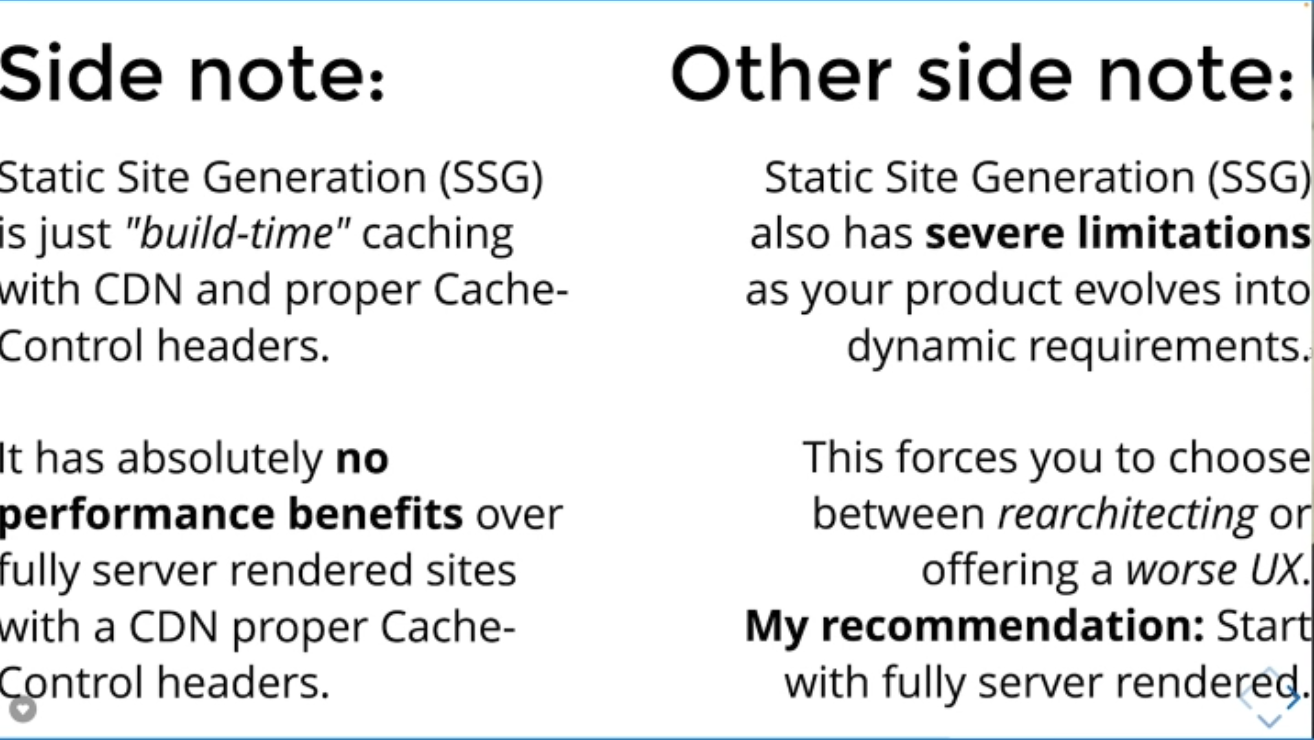 Side note:
Static Site Generation (SSG)
is just "build-time" caching
with CDN and proper Cache-
Control headers.
It has absolutely no
performance benefits over
fully server rendered sites
with a CDN proper Cache-
Control headers.
Other side note:
Static Site Generation (SSG)
also has severe limitations
as your product evolves into
dynamic requirements.
This forces you to choose
between rearchitecting or
offering a worse UX.
My recommendation: Start
with fully server rendered.